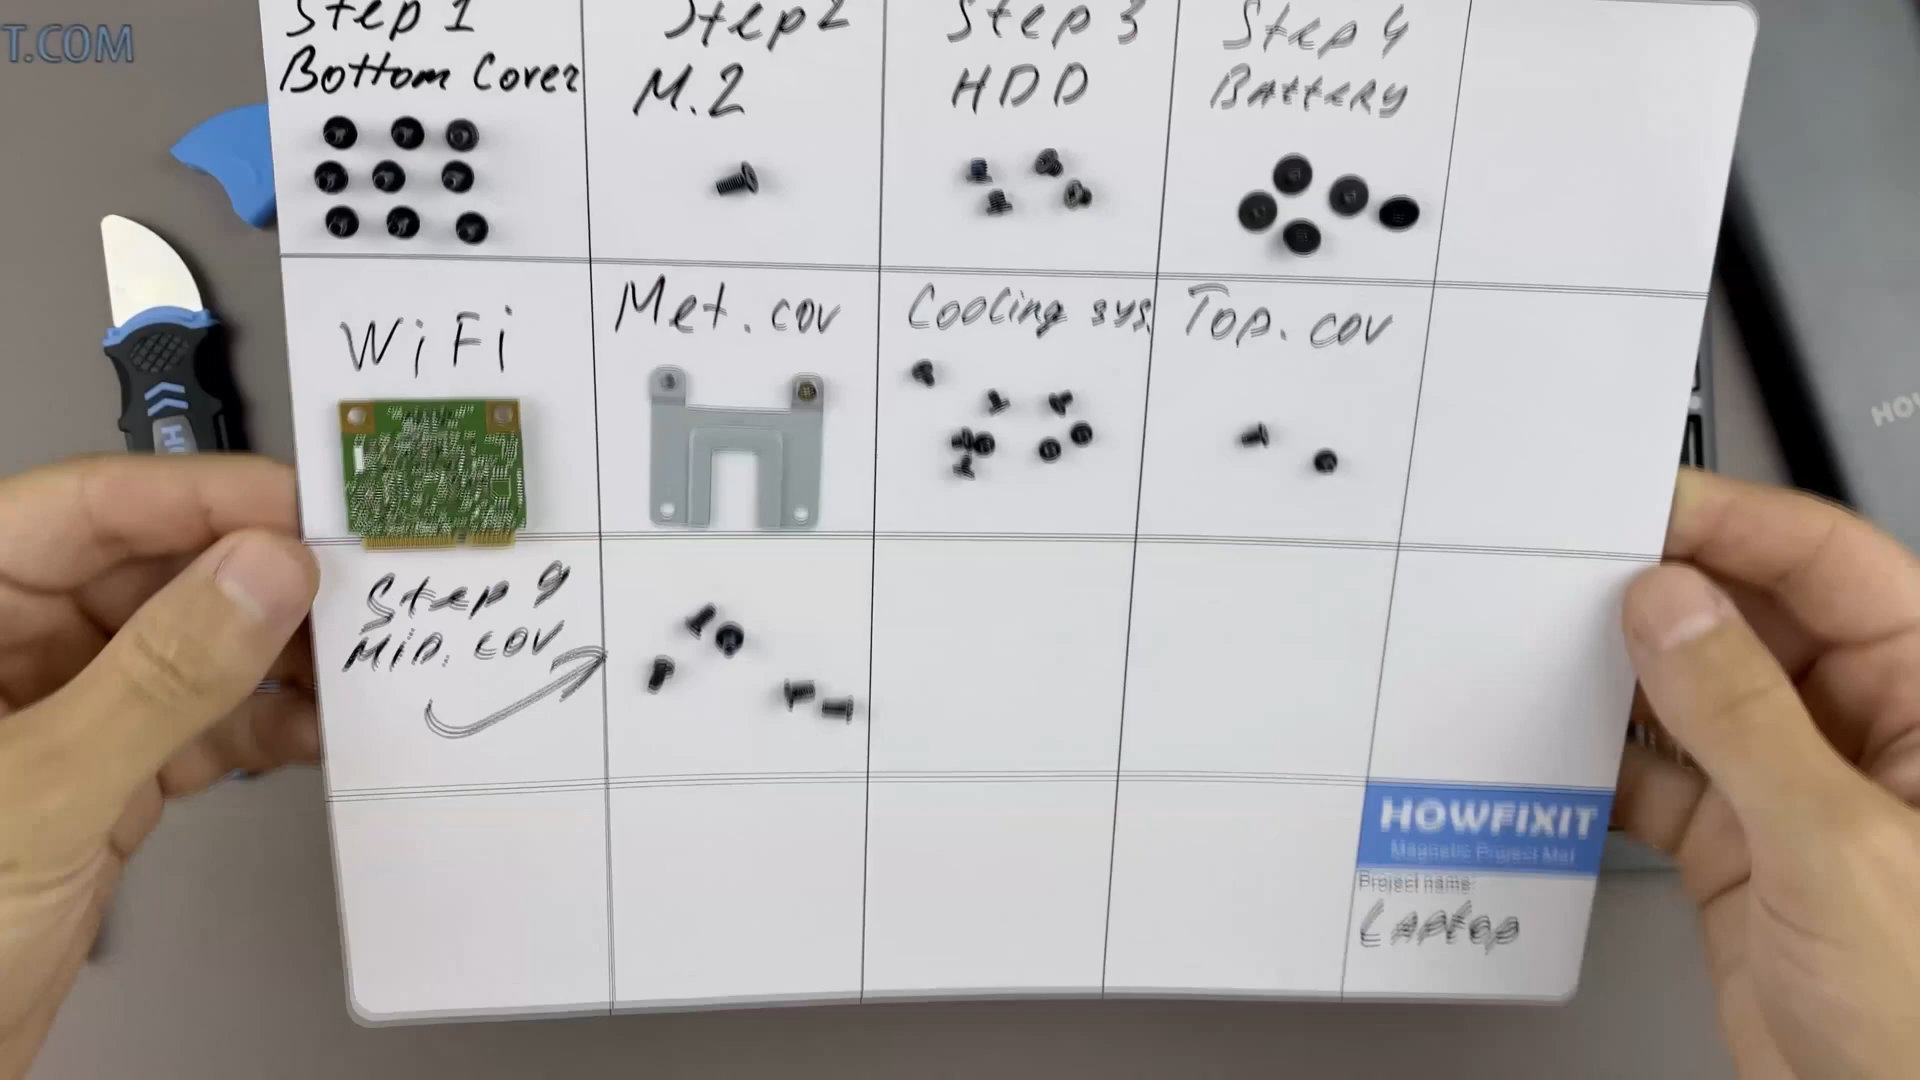 T.COM
Step 1
Bottom Cover
Step 2
M.2
Step 3
HDD
Step 4
Battery
WiFi
Met. cov
Cooling sys.
Top. cov
Step 9
Mid. cov
HOWFIXIT
Magnetic Project Mat
Project name:
Laptop